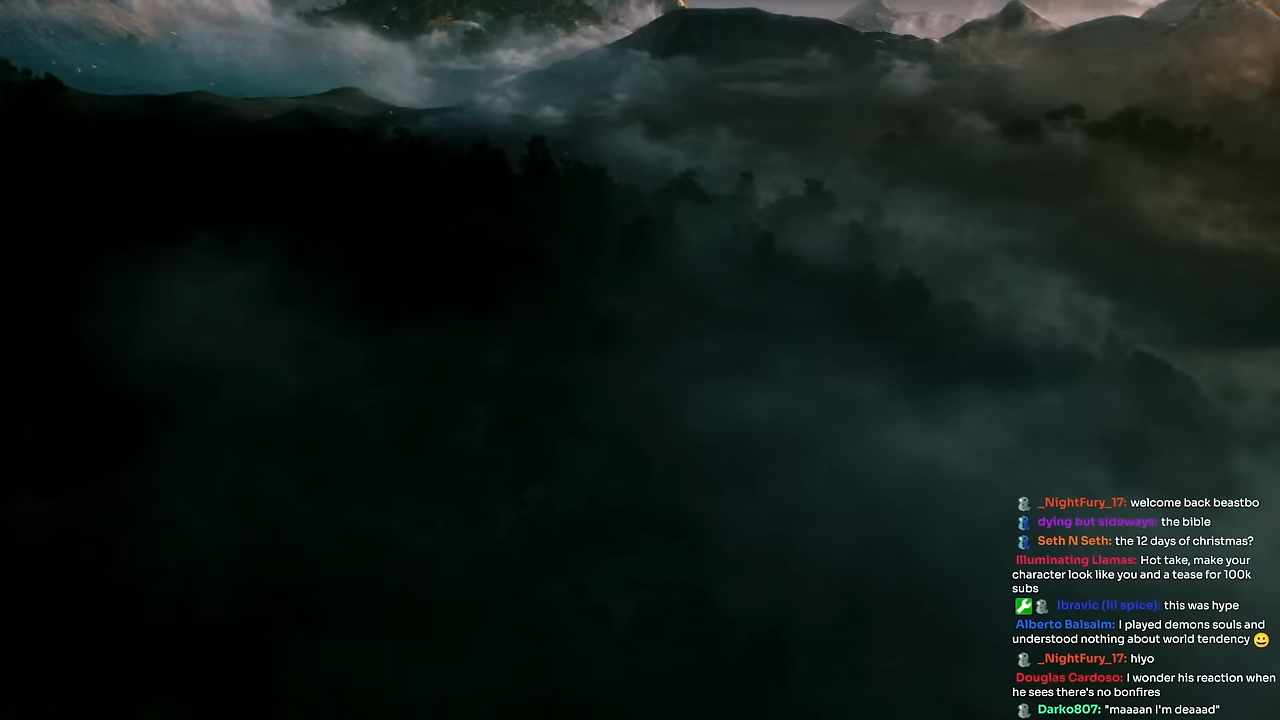 _NightFury_17: welcome back beastbo
dying but sideways: the bible
Seth N Seth: the 12 days of christmas?
Illuminating Llamas: Hot take, make your
character look like you and a tease for 100k
subs
lbravic (lil spice): this was hype
Alberto Balsalm: I played demons souls and
understood nothing about world tendency 😀
_NightFury_17: hiyo
Douglas Cardoso: I wonder his reaction when
he sees there's no bonfires
Darko807: "maaaan I'm deaaad"